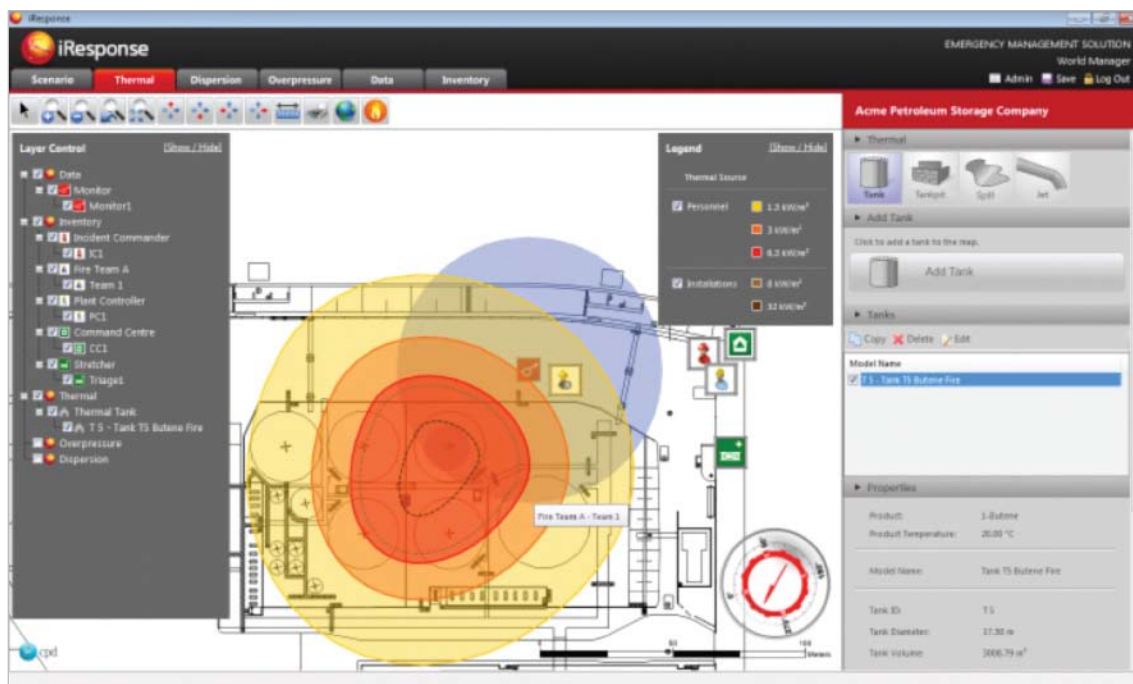 iResponse
iResponse
EMERGENCY MANAGEMENT SOLUTION
World Manager
Admin Save Log Out
Scenario Thermal Dispersion Overpressure Data Inventory
Acme Petroleum Storage Company
Layer Control [Show / Hide]
Data
Monitor
Monitor1
Inventory
Incident Commander
IC1
Fire Team A
Team 1
Plant Controller
PC1
Command Centre
CC1
Stretcher
Triage1
Thermal
Thermal Tank
T 5 - Tank T5 Butene Fire
Overpressure
Dispersion
Legend [Show / Hide]
Thermal Source
Personnel 1.5 kW/m²
3 kW/m²
6.3 kW/m²
Installations 8 kW/m²
32 kW/m²
Fire Team A - Team 1
50 100
Meters
cpd
Thermal
Tank Tankpit Spill Jet
Add Tank
Click to add a tank to the map.
Add Tank
Tanks
Copy Delete Edit
Model Name
T 5 - Tank T5 Butene Fire
Properties
Product: 1-Butene
Product Temperature: 20.00 °C
Model Name: Tank T5 Butene Fire
Tank ID: T 5
Tank Diameter: 17.50 m
Tank Volume: